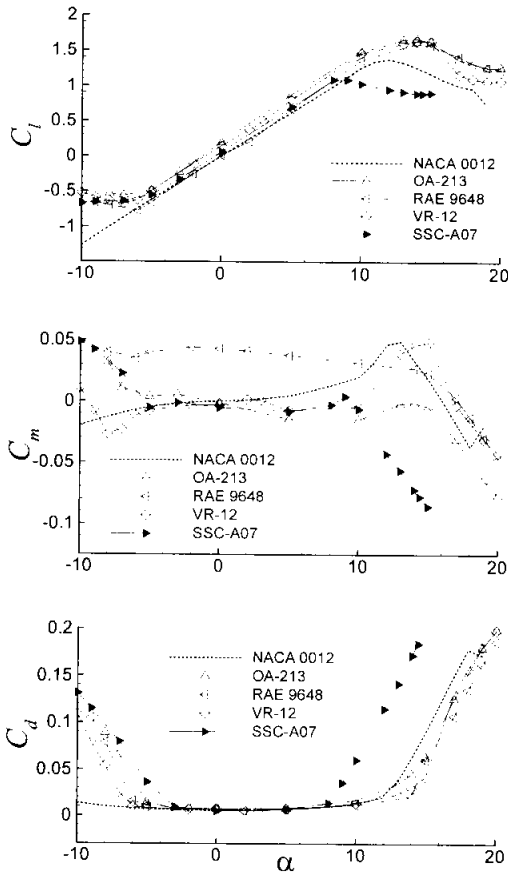 2
1.5
1
0.5
0
-0.5
-1
C_l
NACA 0012
OA-213
RAE 9648
VR-12
SSC-A07
-10 0 10 20
0.05
0
-0.05
-0.1
C_m
NACA 0012
OA-213
RAE 9648
VR-12
SSC-A07
-10 0 10 20
0.2
0.15
0.1
0.05
0
C_d
NACA 0012
OA-213
RAE 9648
VR-12
SSC-A07
-10 0 α 10 20